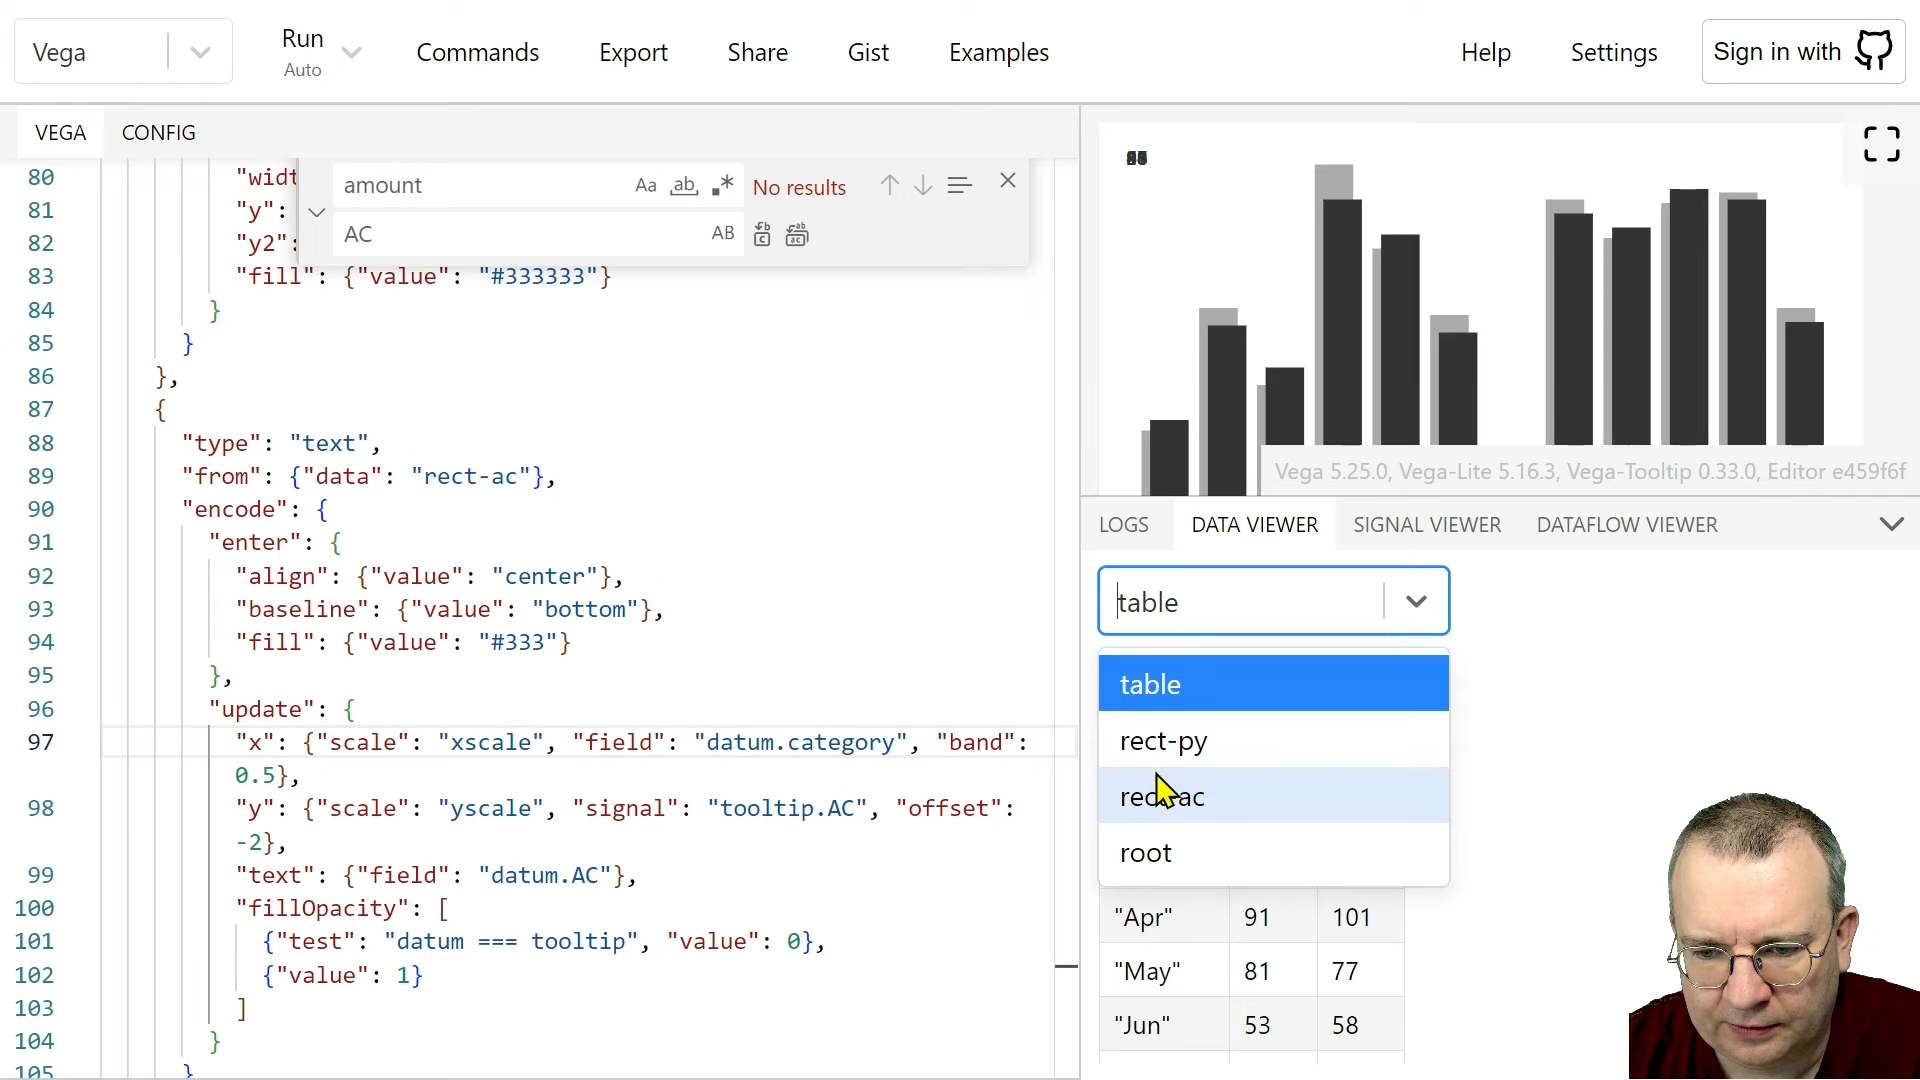 Vega
Run
Auto
Commands
Export
Share
Gist
Examples
Help
Settings
Sign in with
VEGA
CONFIG
80
"widt
81
"y":
82
"y2":
83
"fill": {"value": "#333333"}
84
}
85
}
86
},
87
{
88
"type": "text",
89
"from": {"data": "rect-ac"},
90
"encode": {
91
"enter": {
92
"align": {"value": "center"},
93
"baseline": {"value": "bottom"},
94
"fill": {"value": "#333"}
95
},
96
"update": {
97
"x": {"scale": "xscale", "field": "datum.category", "band":
0.5},
98
"y": {"scale": "yscale", "signal": "tooltip.AC", "offset":
-2},
99
"text": {"field": "datum.AC"},
100
"fillOpacity": [
101
{"test": "datum === tooltip", "value": 0},
102
{"value": 1}
103
]
104
}
105
}
amount
Aa
ab
.*
No results
AC
AB
Vega 5.25.0, Vega-Lite 5.16.3, Vega-Tooltip 0.33.0, Editor e459f6f
LOGS
DATA VIEWER
SIGNAL VIEWER
DATAFLOW VIEWER
table
table
rect-py
rect-ac
root
"Apr" 91 101
"May" 81 77
"Jun" 53 58